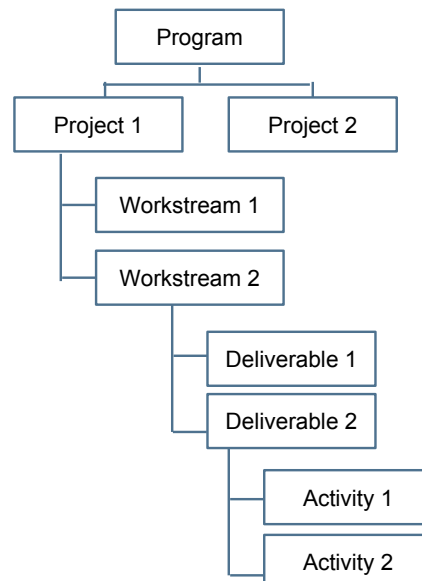 Program
Project 1
Project 2
Workstream 1
Workstream 2
Deliverable 1
Deliverable 2
Activity 1
Activity 2